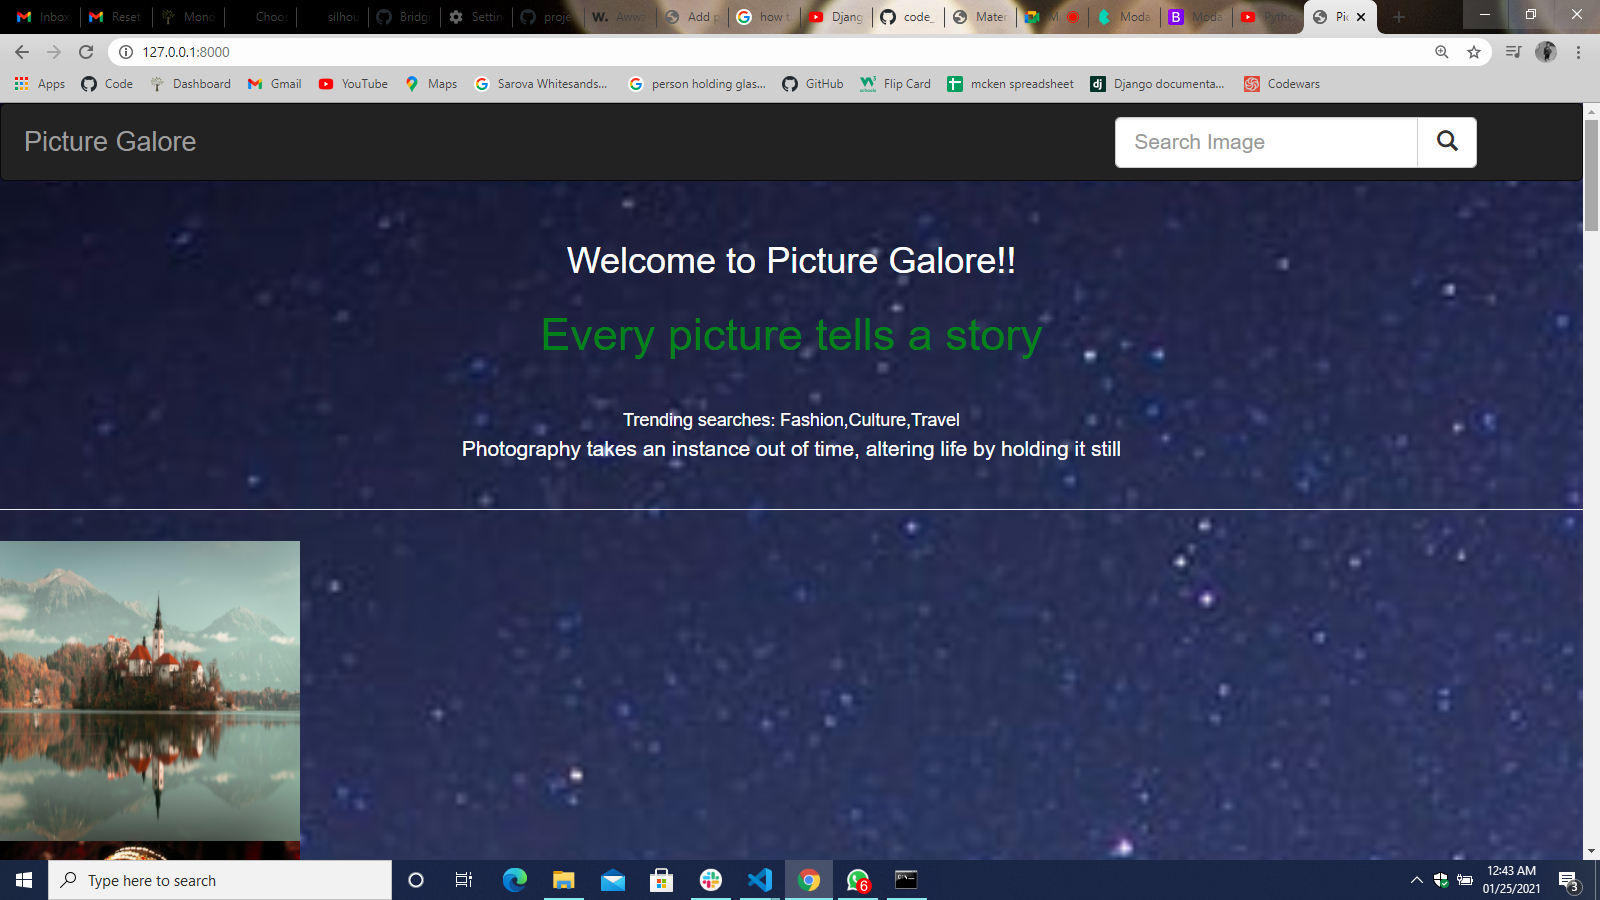 Inbox
Reset
Mond
Choos
silhou
Bridg
Settin
proje
Awwa
Add p
how t
Djang
code_
Mater
Moda
Moda
Pytho
Pic
127.0.0.1:8000
Apps
Code
Dashboard
Gmail
YouTube
Maps
Sarova Whitesands...
person holding glas...
GitHub
Flip Card
mcken spreadsheet
Django documenta...
Codewars
Picture Galore
Search Image
Welcome to Picture Galore!!
Every picture tells a story
Trending searches: Fashion,Culture,Travel
Photography takes an instance out of time, altering life by holding it still
Type here to search
6
12:43 AM
01/25/2021
3